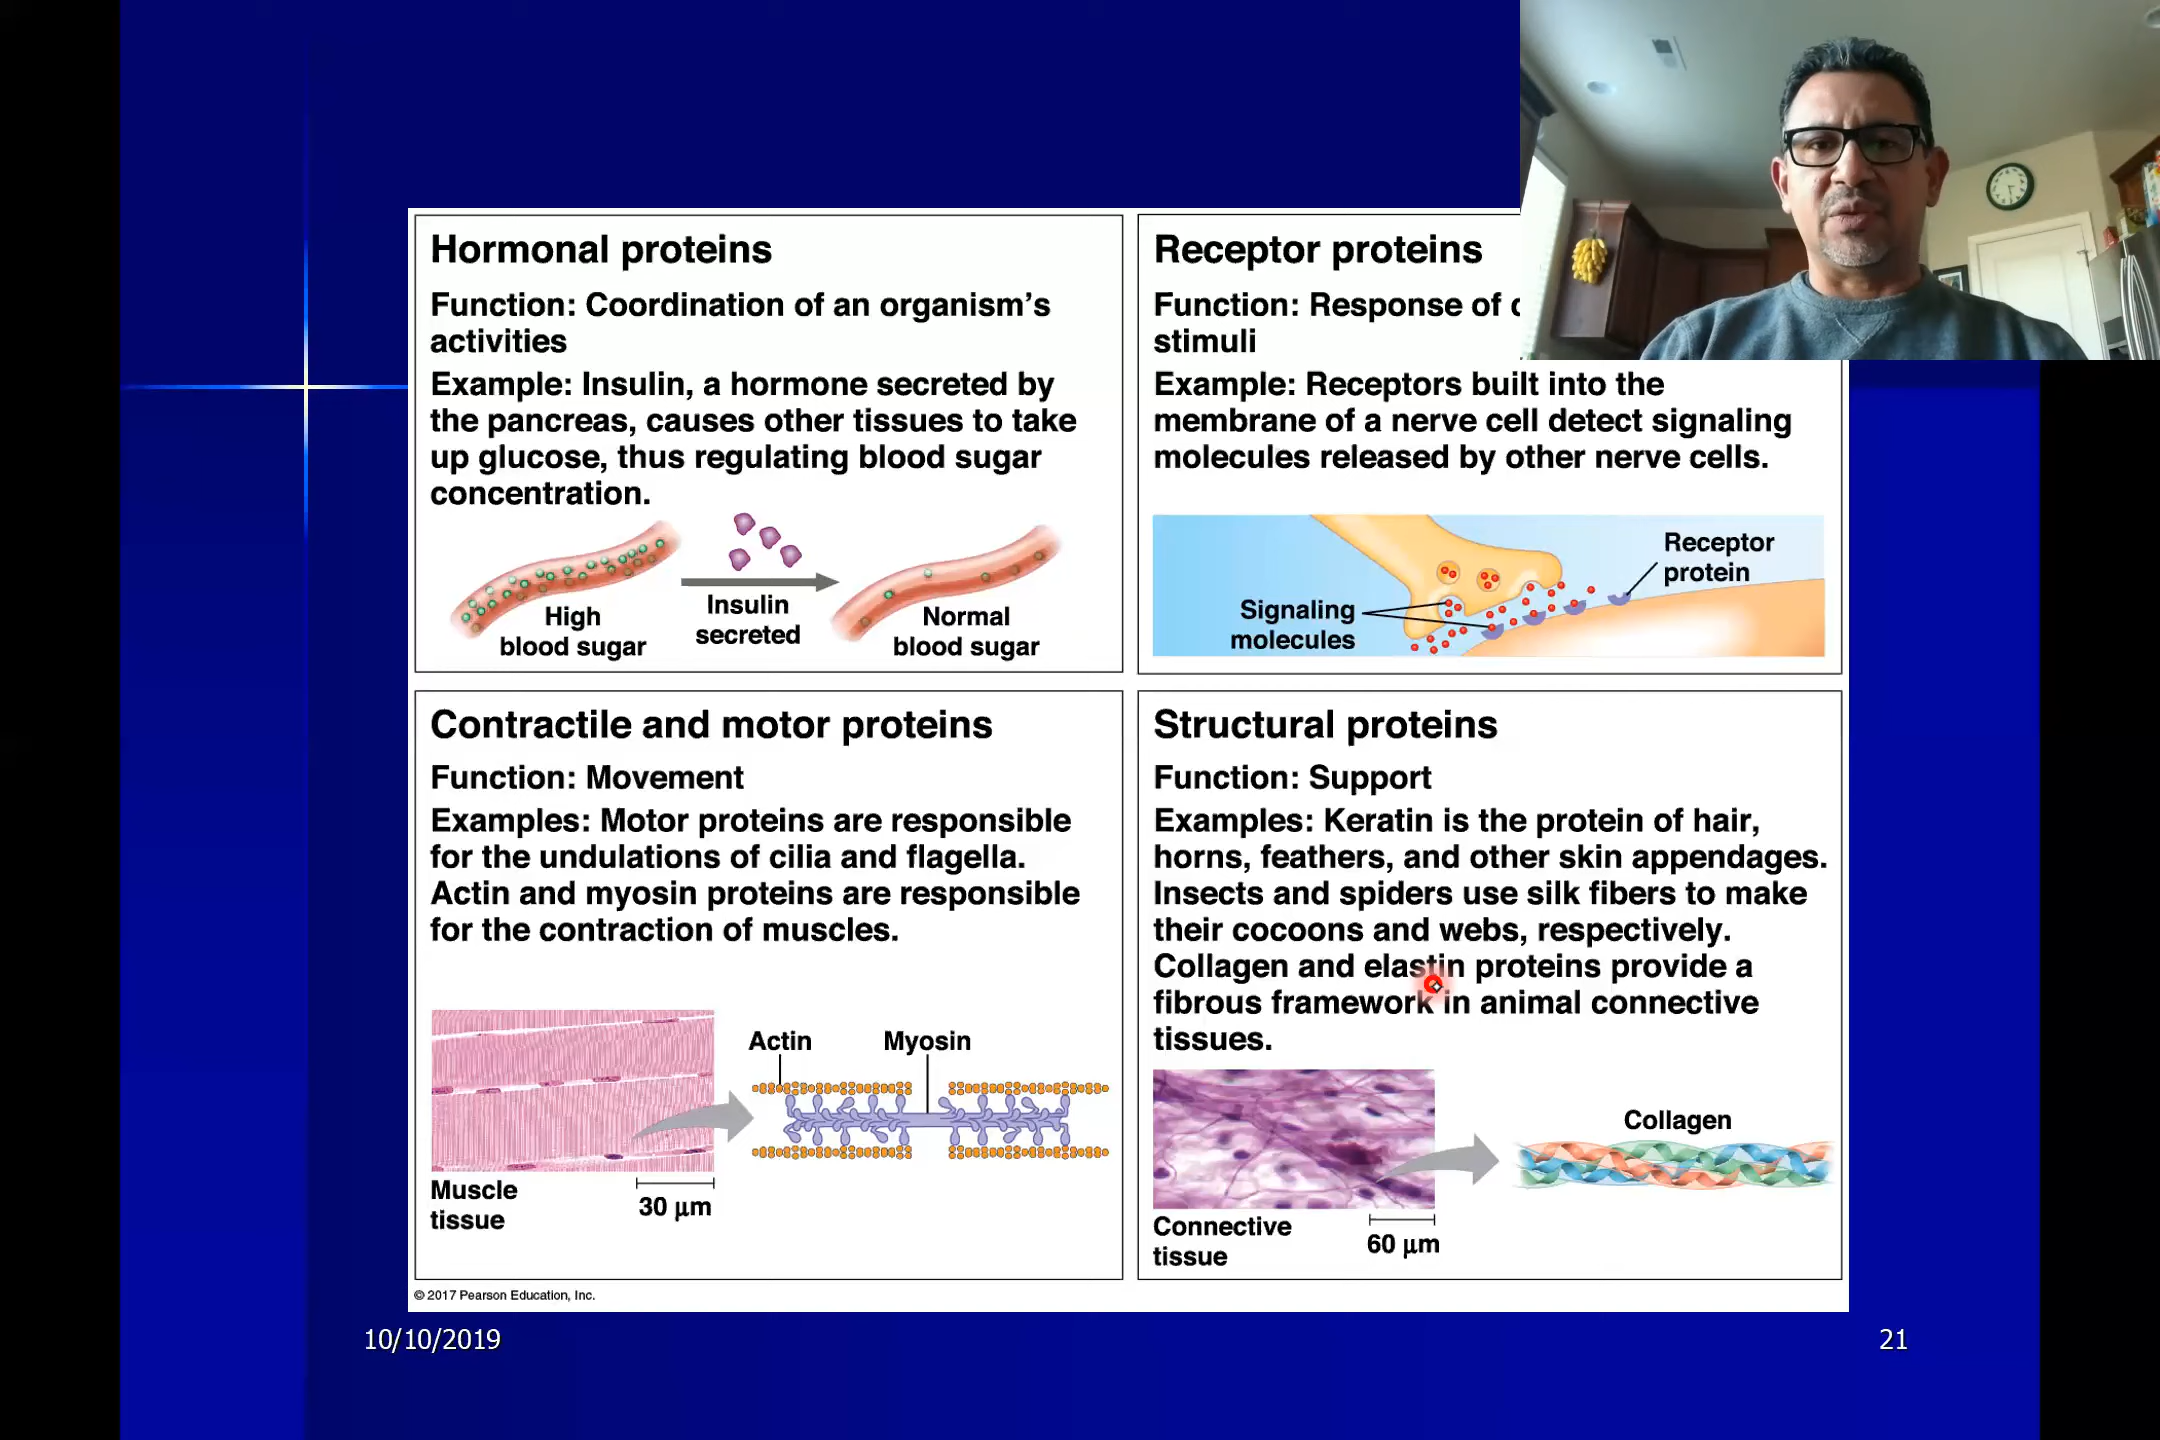 Hormonal proteins
Function: Coordination of an organism’s
activities
Example: Insulin, a hormone secreted by
the pancreas, causes other tissues to take
up glucose, thus regulating blood sugar
concentration.
High
blood sugar
Insulin
secreted
Normal
blood sugar
Receptor proteins
Function: Response of
stimuli
Example: Receptors built into the
membrane of a nerve cell detect signaling
molecules released by other nerve cells.
Receptor
protein
Signaling
molecules
Contractile and motor proteins
Function: Movement
Examples: Motor proteins are responsible
for the undulations of cilia and flagella.
Actin and myosin proteins are responsible
for the contraction of muscles.
Actin
Myosin
Muscle
tissue
30 µm
Structural proteins
Function: Support
Examples: Keratin is the protein of hair,
horns, feathers, and other skin appendages.
Insects and spiders use silk fibers to make
their cocoons and webs, respectively.
Collagen and elastin proteins provide a
fibrous framework in animal connective
tissues.
Collagen
Connective
tissue
60 µm
© 2017 Pearson Education, Inc.
10/10/2019
21